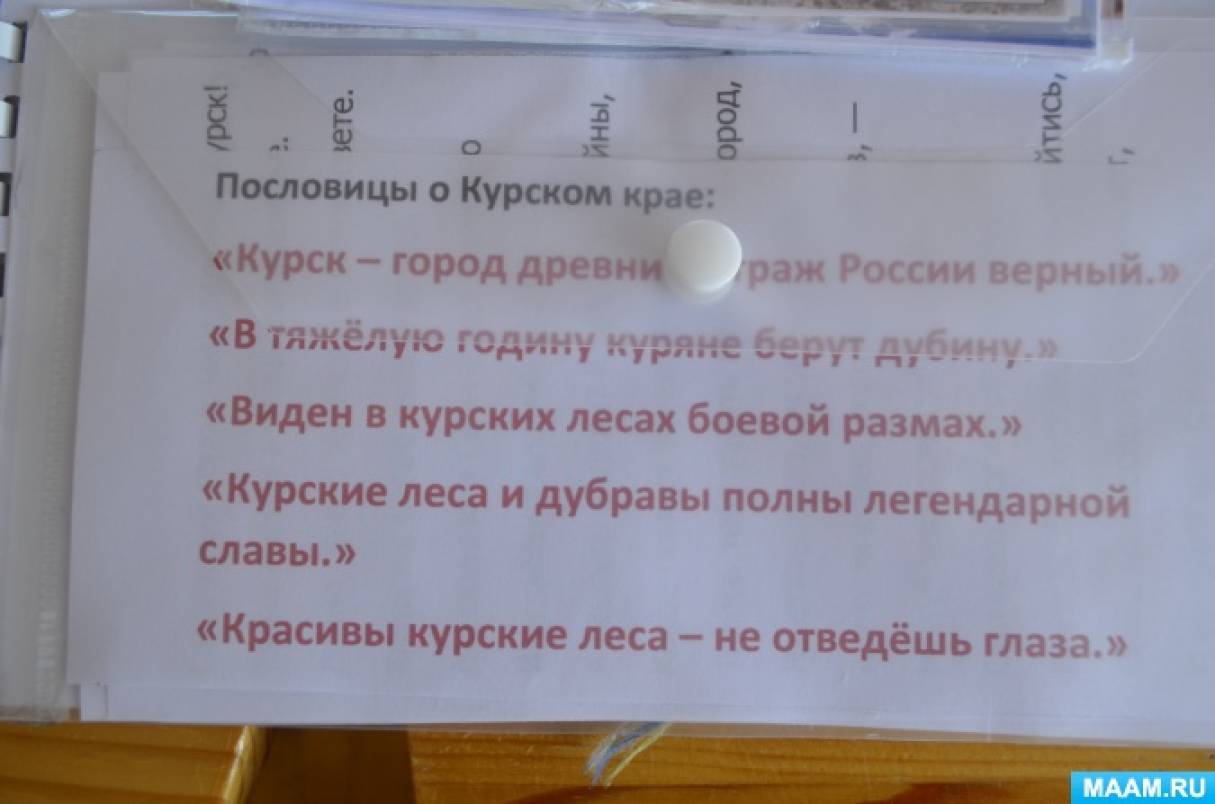 Пословицы о Курском крае:
«Курск – город древни траж России верный.»
«В тяжёлую годину куряне берут дубину.»
«Виден в курских лесах боевой размах.»
«Курские леса и дубравы полны легендарной
славы.»
«Красивы курские леса – не отведёшь глаза.»
MAAM.RU